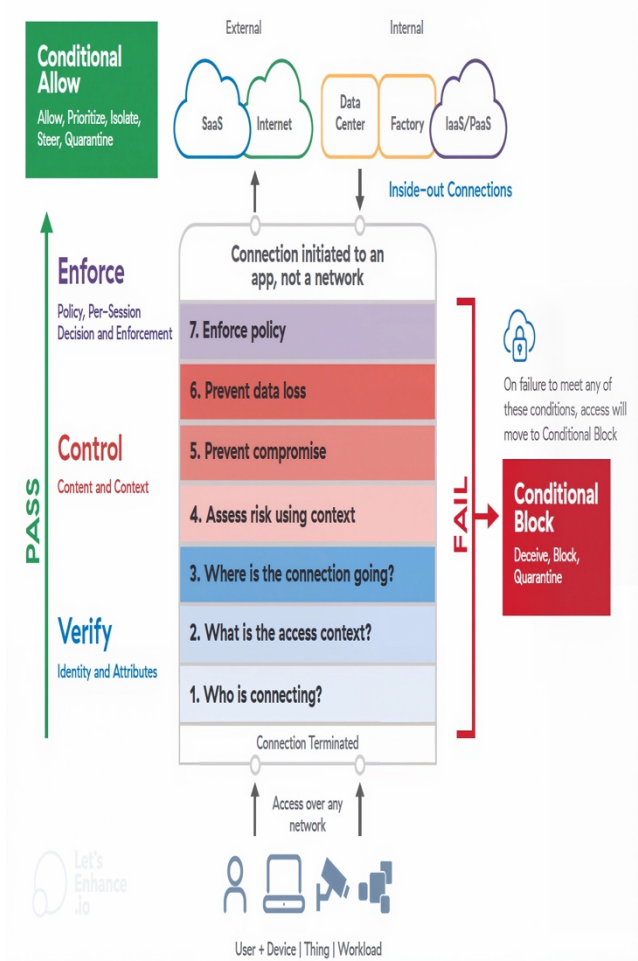 External
Internal
Conditional
Allow
Allow, Prioritize, Isolate,
Steer, Quarantine
SaaS
Internet
Data
Center
Factory
IaaS/PaaS
Inside-out Connections
Connection initiated to an
app, not a network
Enforce
Policy, Per-Session
Decision and Enforcement
7. Enforce policy
6. Prevent data loss
Control
Content and Context
5. Prevent compromise
4. Assess risk using context
3. Where is the connection going?
Verify
Identity and Attributes
2. What is the access context?
1. Who is connecting?
PASS
FAIL
On failure to meet any of
these conditions, access will
move to Conditional Block
Conditional
Block
Deceive, Block,
Quarantine
Connection Terminated
Access over any
network
Let's
Enhance
.io
User + Device | Thing | Workload